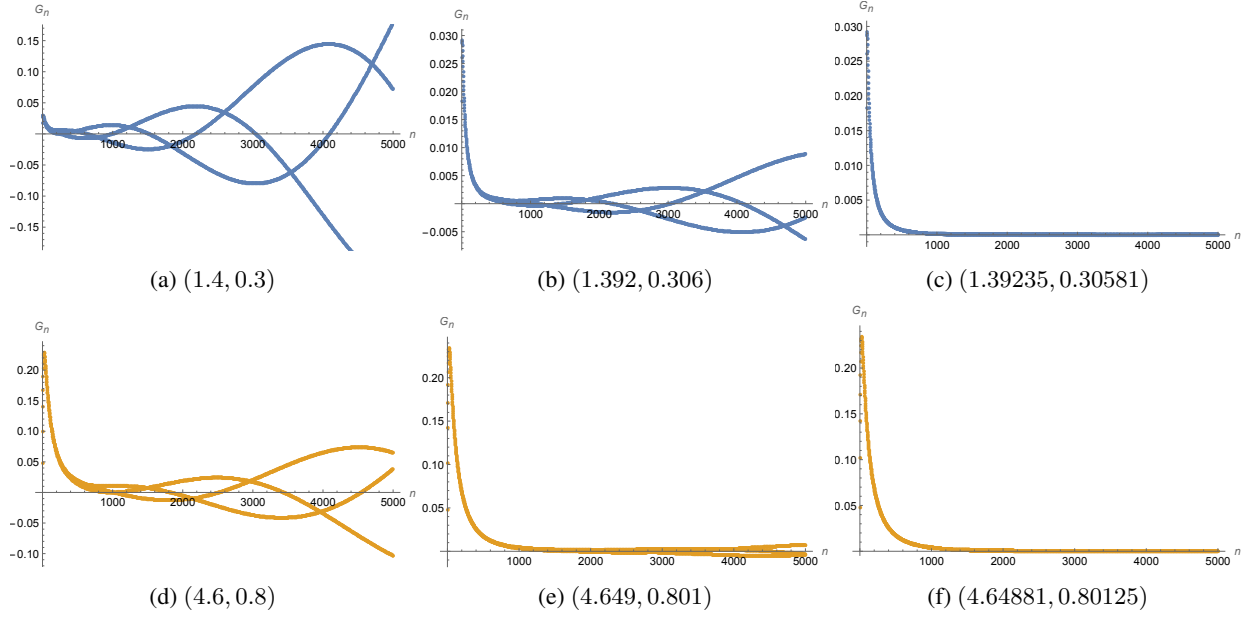 Gn
0.15
0.10
0.05
-0.05
-0.10
-0.15
1000 2000 3000 4000 5000 n
(a) (1.4, 0.3)
Gn
0.030
0.025
0.020
0.015
0.010
0.005
-0.005
1000 2000 3000 4000 5000 n
(b) (1.392, 0.306)
Gn
0.030
0.025
0.020
0.015
0.010
0.005
1000 2000 3000 4000 5000 n
(c) (1.39235, 0.30581)
Gn
0.20
0.15
0.10
0.05
-0.05
-0.10
1000 2000 3000 4000 5000 n
(d) (4.6, 0.8)
Gn
0.20
0.15
0.10
0.05
1000 2000 3000 4000 5000 n
(e) (4.649, 0.801)
Gn
0.20
0.15
0.10
0.05
1000 2000 3000 4000 5000 n
(f) (4.64881, 0.80125)